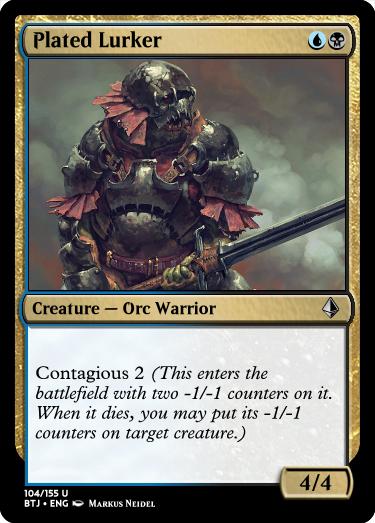 Plated Lurker
Creature — Orc Warrior
Contagious 2 (This enters the
battlefield with two -1/-1 counters on it.
When it dies, you may put its -1/-1
counters on target creature.)
4/4
104/155 U
BTJ • ENG Markus Neidel